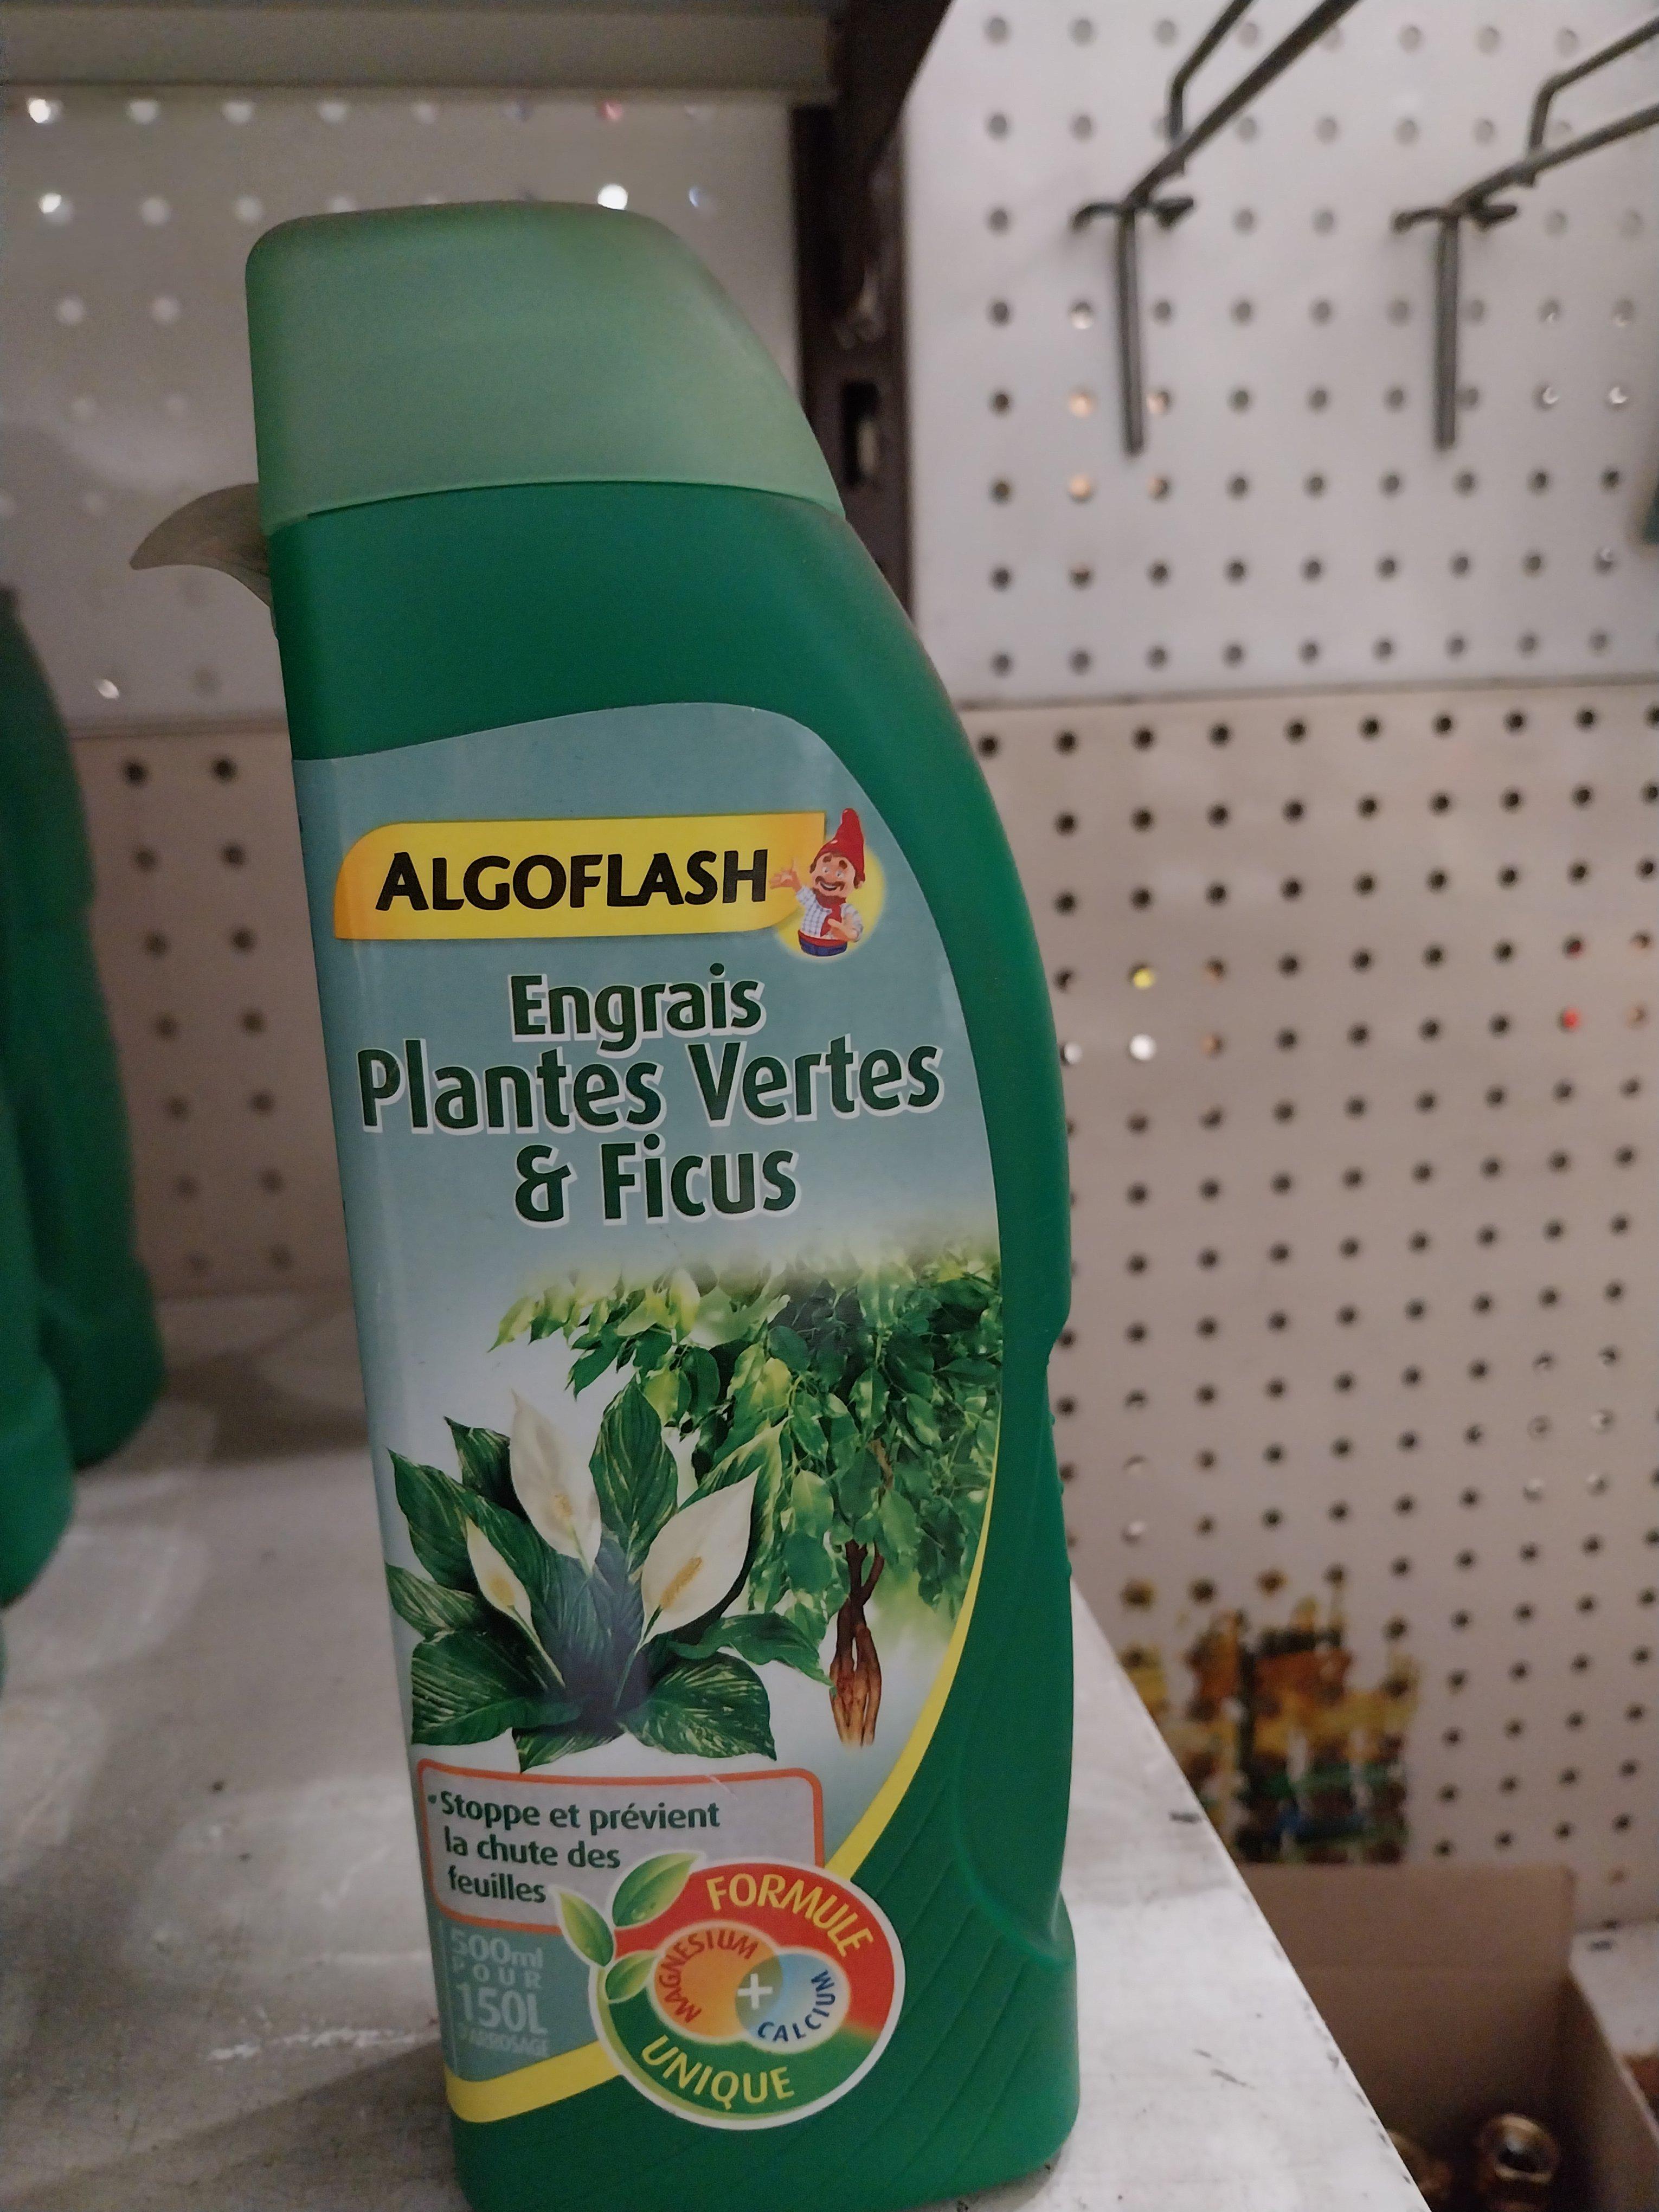 ALGOFLASH
Engrais
Plantes Vertes
& Ficus
•Stoppe et prévient
la chute des
feuilles
500ml
POUR
150L
D'ARROSAGE
FORMULE
MAGNESIUM
+
CALCIUM
UNIQUE